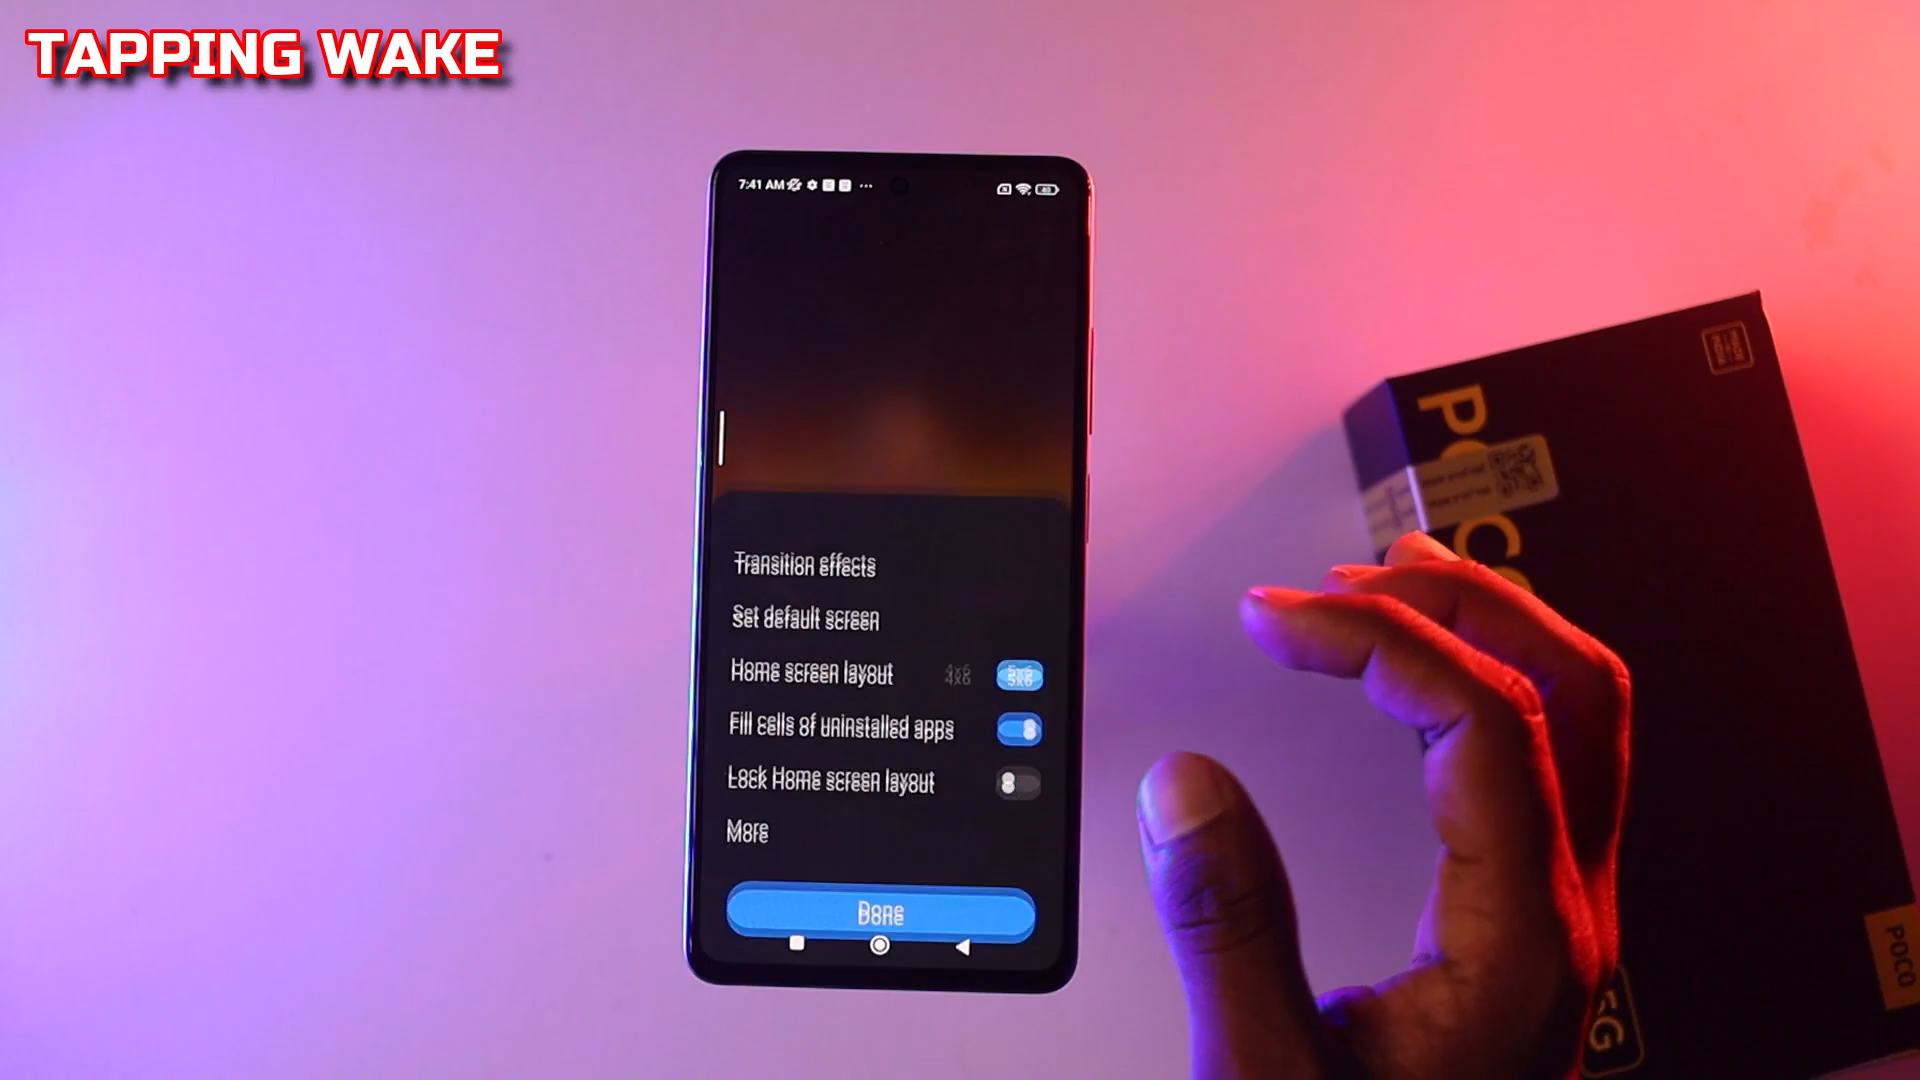 TAPPING WAKE
7:41 AM
40
Transition effects
Set default screen
Home screen layout 4x6 5x6
Fill cells of uninstalled apps
Lock Home screen layout
More
Done
POCO
5G